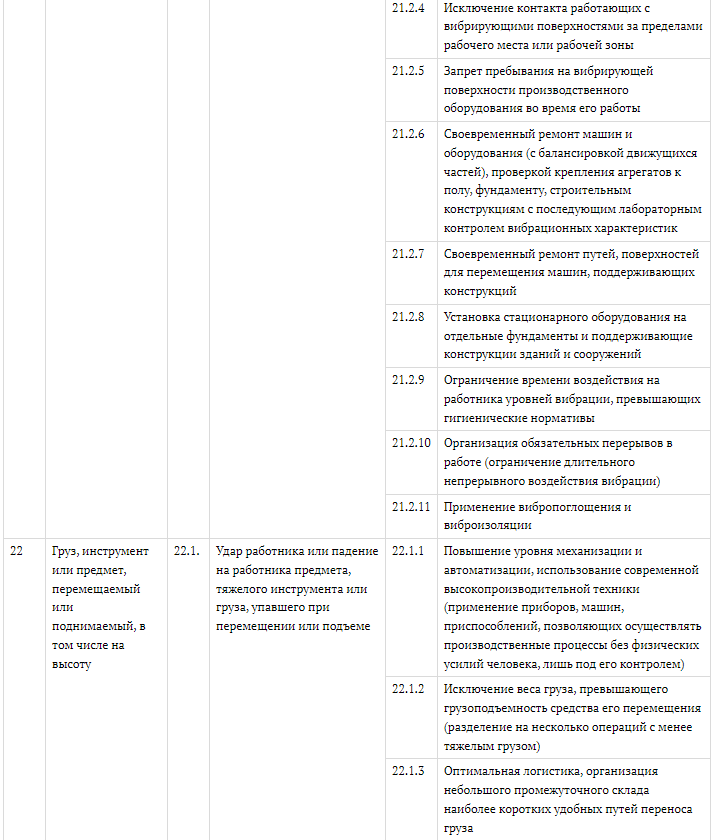 21.2.4 Исключение контакта работающих с
вибрирующими поверхностями за пределами
рабочего места или рабочей зоны
21.2.5 Запрет пребывания на вибрирующей
поверхности производственного
оборудования во время его работы
21.2.6 Своевременный ремонт машин и
оборудования (с балансировкой движущихся
частей), проверкой крепления агрегатов к
полу, фундаменту, строительным
конструкциям с последующим лабораторным
контролем вибрационных характеристик
21.2.7 Своевременный ремонт путей, поверхностей
для перемещения машин, поддерживающих
конструкций
21.2.8 Установка стационарного оборудования на
отдельные фундаменты и поддерживающие
конструкции зданий и сооружений
21.2.9 Ограничение времени воздействия на
работника уровней вибрации, превышающих
гигиенические нормативы
21.2.10 Организация обязательных перерывов в
работе (ограничение длительного
непрерывного воздействия вибрации)
21.2.11 Применение вибропоглощения и
виброизоляции
22 Груз, инструмент
или предмет,
перемещаемый
или
поднимаемый, в
том числе на
высоту
22.1. Удар работника или падение
на работника предмета,
тяжелого инструмента или
груза, упавшего при
перемещении или подъеме
22.1.1 Повышение уровня механизации и
автоматизации, использование современной
высокопроизводительной техники
(применение приборов, машин,
приспособлений, позволяющих осуществлять
производственные процессы без физических
усилий человека, лишь под его контролем)
22.1.2 Исключение веса груза, превышающего
грузоподъемность средства его перемещения
(разделение на несколько операций с менее
тяжелым грузом)
22.1.3 Оптимальная логистика, организация
небольшого промежуточного склада
наиболее коротких удобных путей переноса
груза